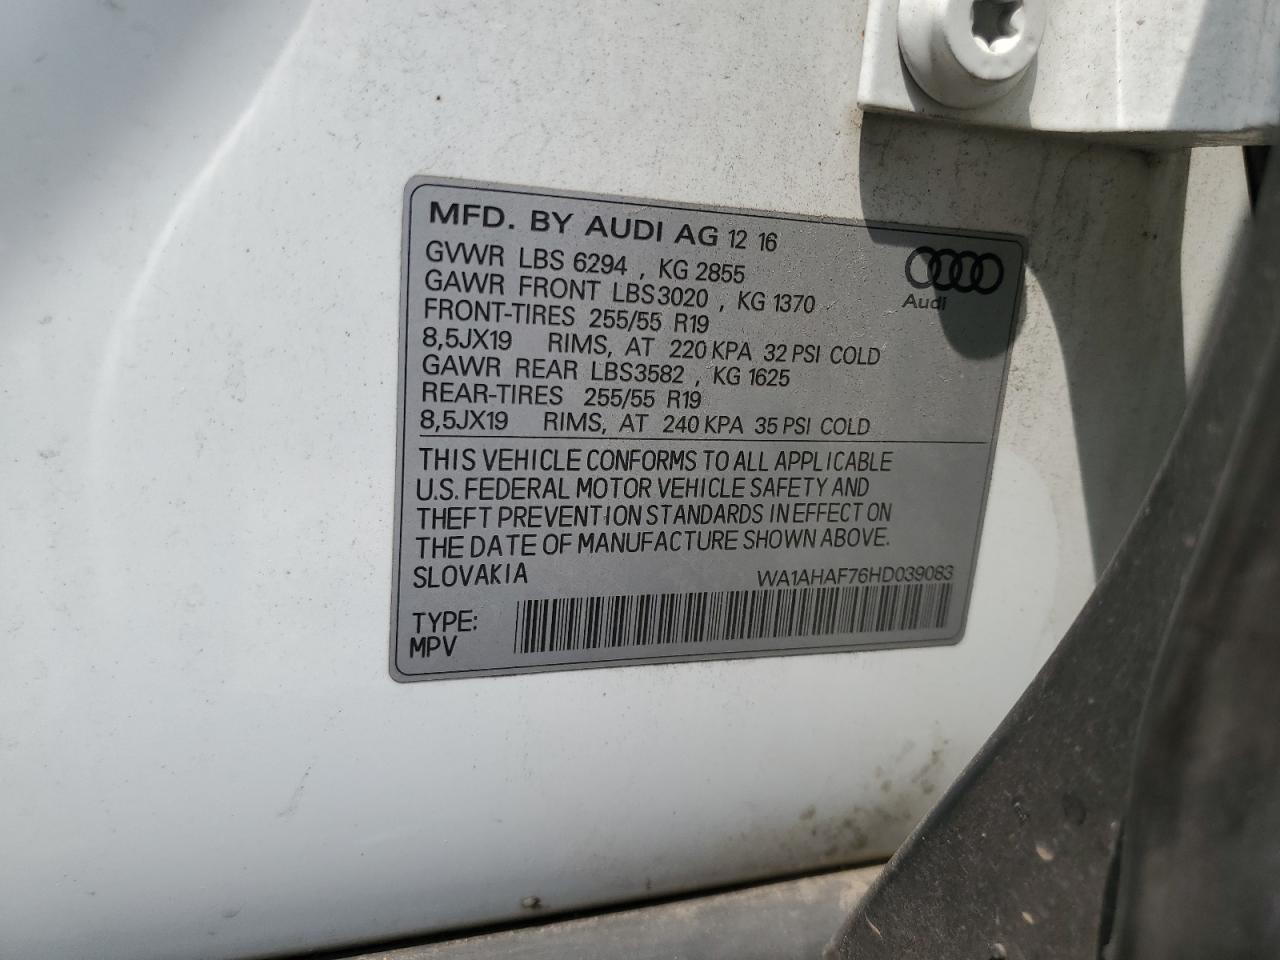 MFD. BY AUDI AG 12 16
GVWR LBS 6294 , KG 2855
GAWR FRONT LBS3020 , KG 1370
FRONT-TIRES 255/55 R19
8,5JX19 RIMS, AT 220 KPA 32 PSI COLD
GAWR REAR LBS3582 , KG 1625
REAR-TIRES 255/55 R19
8,5JX19 RIMS, AT 240 KPA 35 PSI COLD
Audi
THIS VEHICLE CONFORMS TO ALL APPLICABLE
U.S. FEDERAL MOTOR VEHICLE SAFETY AND
THEFT PREVENTION STANDARDS IN EFFECT ON
THE DATE OF MANUFACTURE SHOWN ABOVE.
SLOVAKIA WA1AHAF76HD039083
TYPE:
MPV